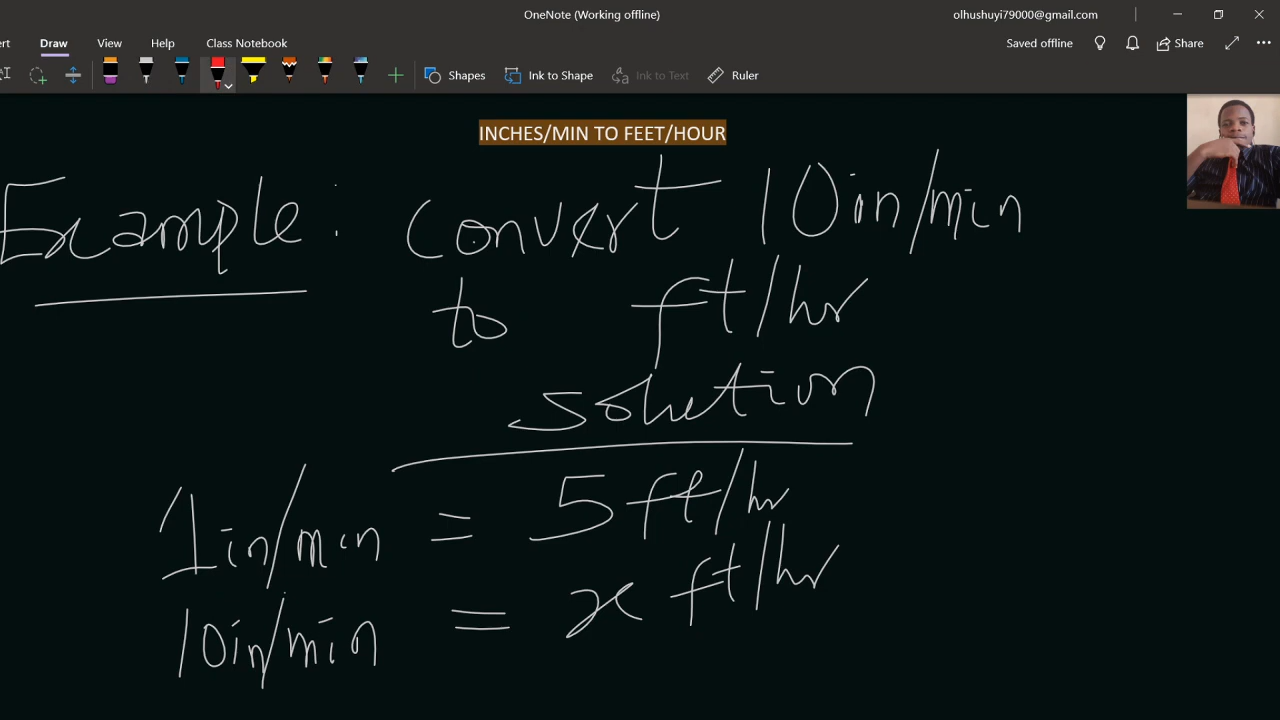 OneNote (Working offline)
olhushuyi79000@gmail.com
ert Draw View Help Class Notebook
Saved offline
Share
Shapes
Ink to Shape
Ink to Text
Ruler
INCHES/MIN TO FEET/HOUR
Example: convert 10in/min
to ft/hr
solution
1in/min = 5ft/hr
10in/min = x ft/hr